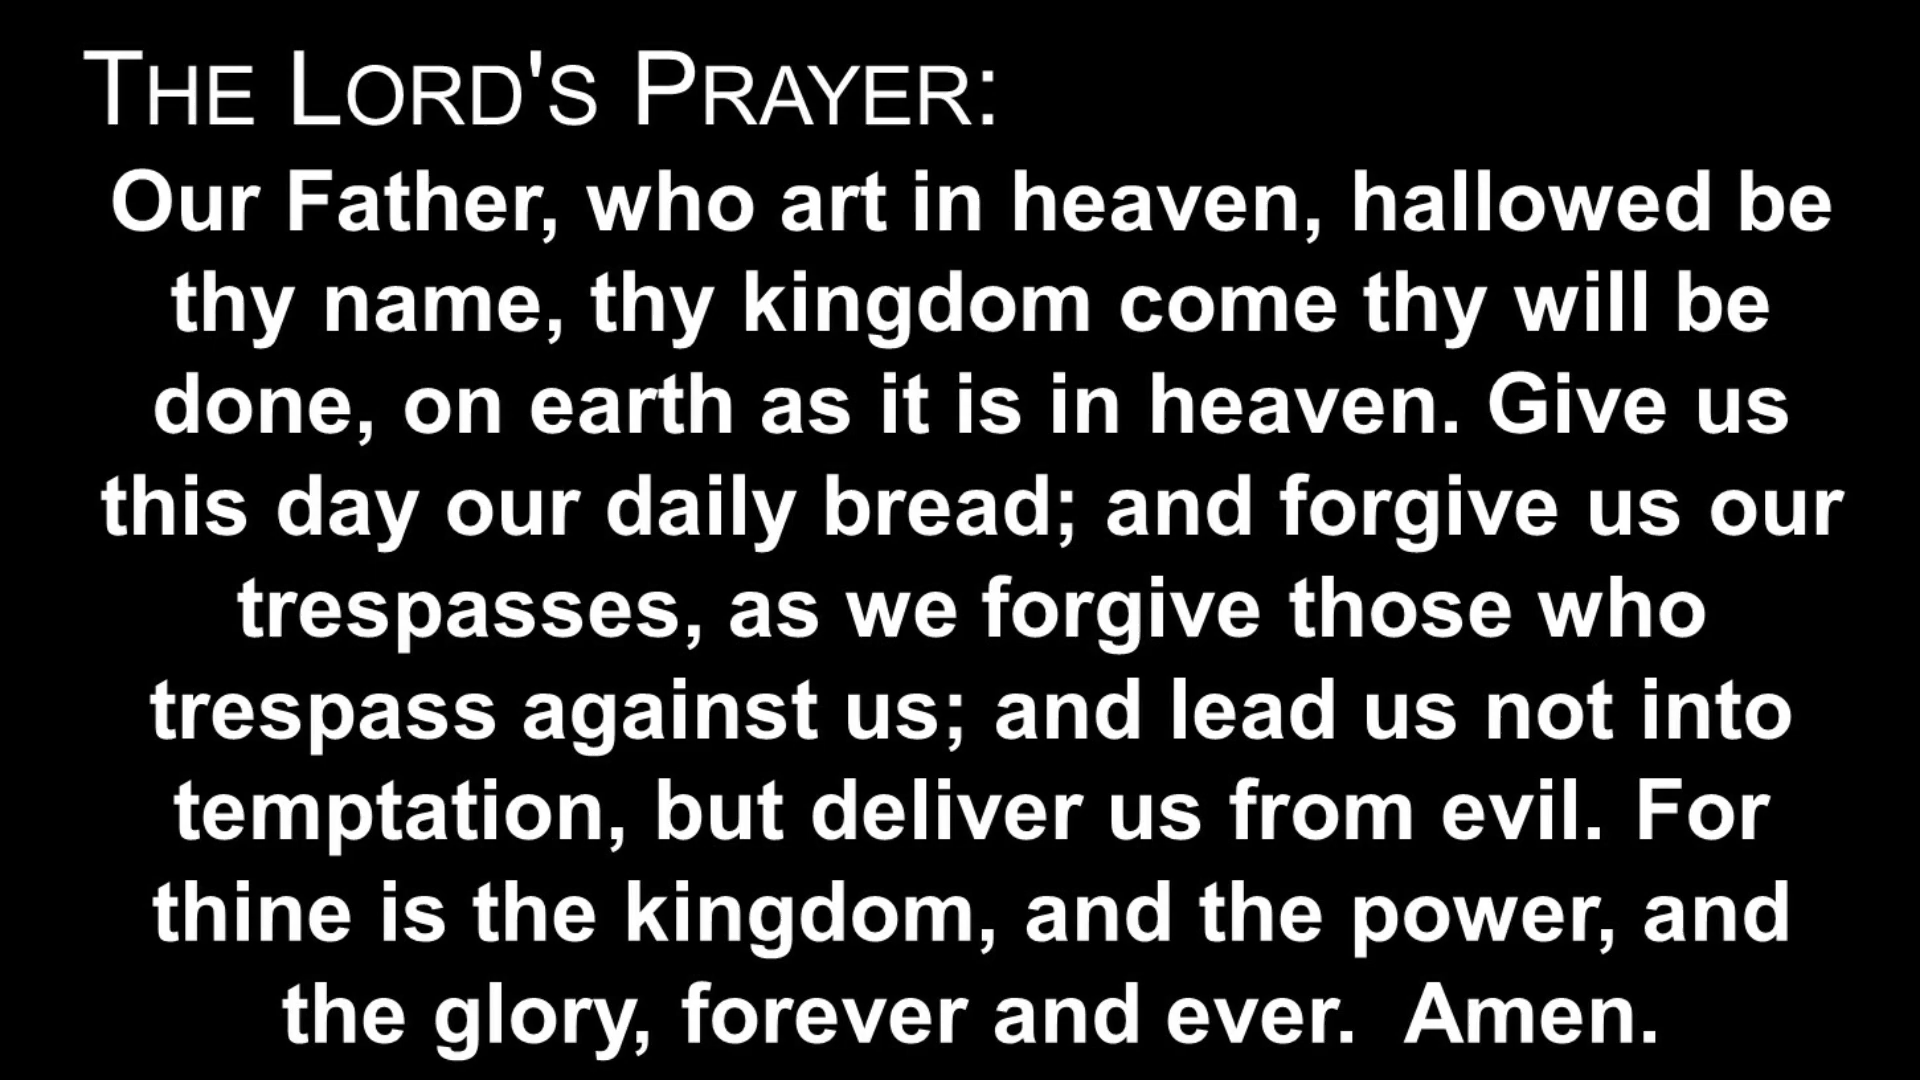 THE LORD'S PRAYER:
Our Father, who art in heaven, hallowed be
thy name, thy kingdom come thy will be
done, on earth as it is in heaven. Give us
this day our daily bread; and forgive us our
trespasses, as we forgive those who
trespass against us; and lead us not into
temptation, but deliver us from evil. For
thine is the kingdom, and the power, and
the glory, forever and ever.  Amen.